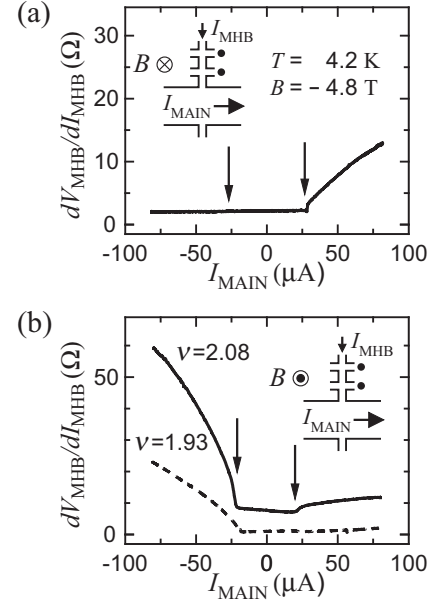 (a)
30
20
10
0
dV_MHB/dI_MHB (Ω)
I_MHB
B ⊗
T = 4.2 K
B = − 4.8 T
I_MAIN
-100 -50 0 50 100
I_MAIN (μA)
(b)
50
0
dV_MHB/dI_MHB (Ω)
ν=2.08
ν=1.93
I_MHB
B
I_MAIN
-100 -50 0 50 100
I_MAIN (μA)